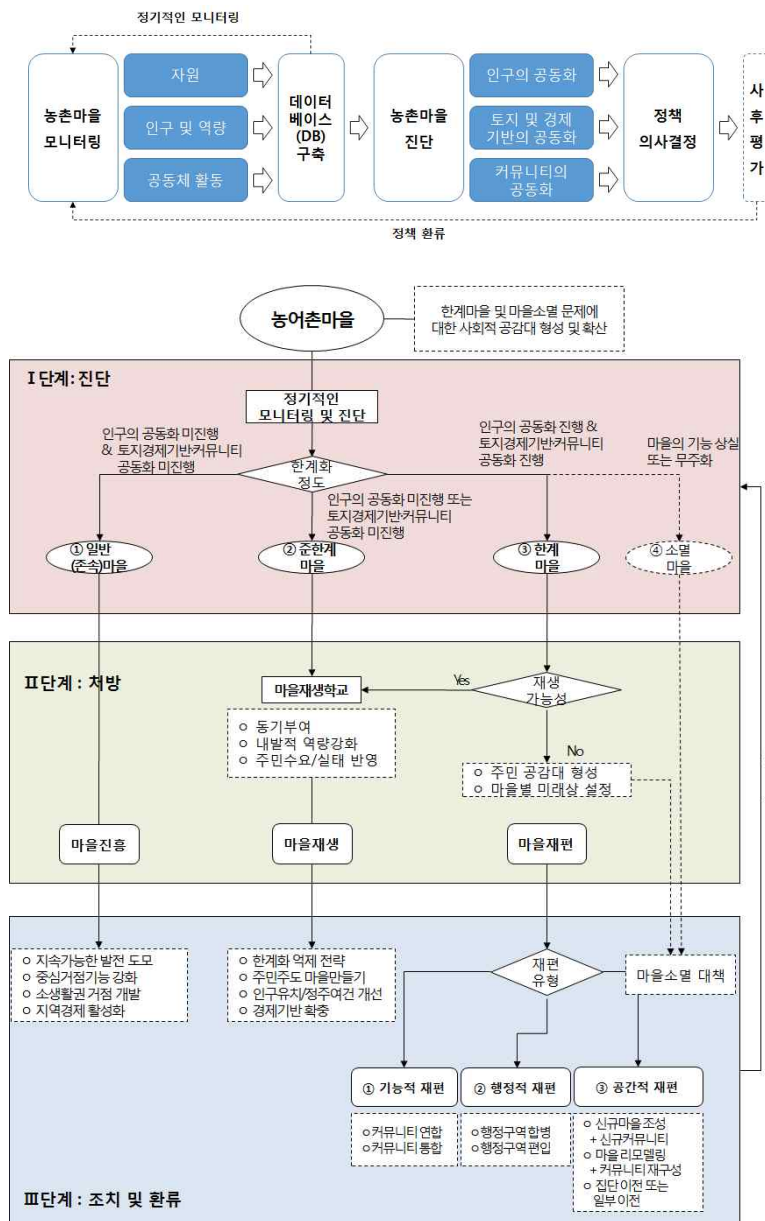 정기적인 모니터링
농촌마을
모니터링
자원
인구 및 역량
공동체 활동
데이터
베이스
(DB)
구축
농촌마을
진단
인구의 공동화
토지 및 경제
기반의 공동화
커뮤니티의
공동화
정책
의사결정
사
후
평
가
정책 환류
농어촌마을
한계마을 및 마을소멸 문제에
대한 사회적 공감대 형성 및 확산
Ⅰ단계: 진단
정기적인
모니터링 및 진단
인구의 공동화 미진행
& 토지경제기반·커뮤니티
공동화 미진행
한계화
정도
인구의 공동화 진행 &
토지경제기반·커뮤니티
공동화 진행
마을의 기능 상실
또는 무주화
인구의 공동화 미진행 또는
토지경제기반·커뮤니티
공동화 미진행
① 일반
(존속)마을
② 준한계
마을
③ 한계
마을
④ 소멸
마을
Ⅱ단계 : 처방
마을재생학교
Yes
재생
가능성
ㅇ 동기부여
ㅇ 내발적 역량강화
ㅇ 주민수요/실태 반영
No
ㅇ 주민 공감대 형성
ㅇ 마을별 미래상 설정
마을진흥
마을재생
마을재편
ㅇ 지속가능한 발전 도모
ㅇ 중심거점기능 강화
ㅇ 소생활권 거점 개발
ㅇ 지역경제 활성화
ㅇ 한계화 억제 전략
ㅇ 주민주도 마을만들기
ㅇ 인구유치/정주여건 개선
ㅇ 경제기반 확충
재편
유형
마을소멸 대책
① 기능적 재편
② 행정적 재편
③ 공간적 재편
ㅇ커뮤니티 연합
ㅇ커뮤니티 통합
ㅇ행정구역 합병
ㅇ행정구역 편입
ㅇ 신규마을 조성
+ 신규커뮤니티
ㅇ 마을 리모델링
+ 커뮤니티 재구성
ㅇ 집단 이전 또는
일부 이전
Ⅲ단계 : 조치 및 환류